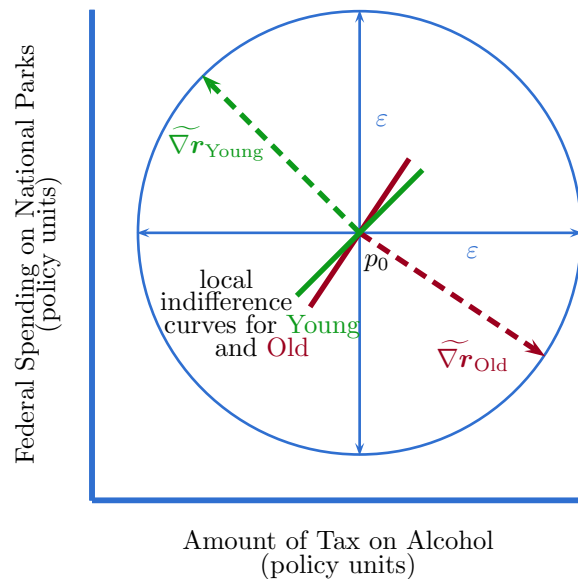 Federal Spending on National Parks
(policy units)
ε
∇̃r_Young
ε
p₀
local
indifference
curves for Young
and Old
∇̃r_Old
Amount of Tax on Alcohol
(policy units)